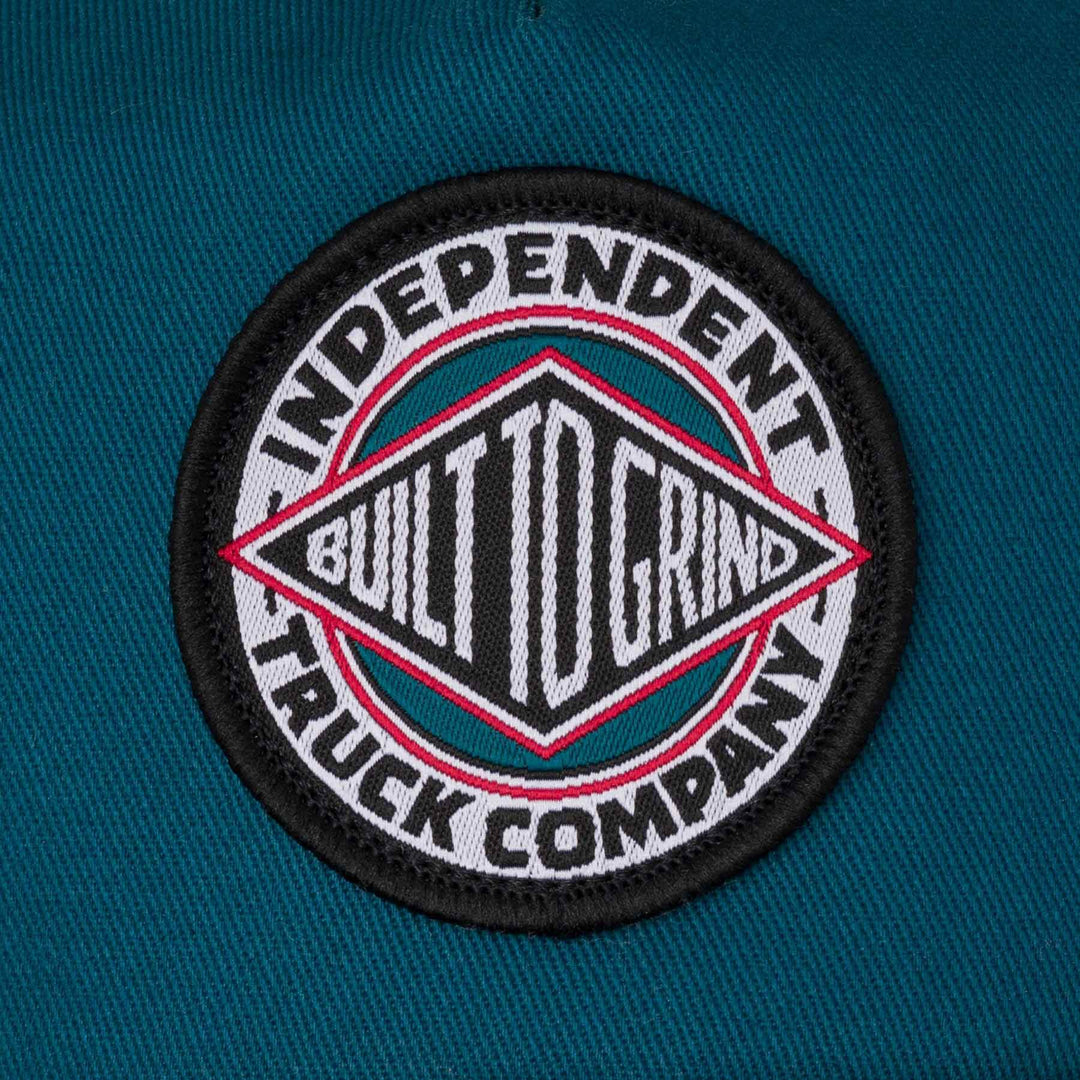 INDEPENDENT
BUILT TO GRIND
TRUCK COMPANY